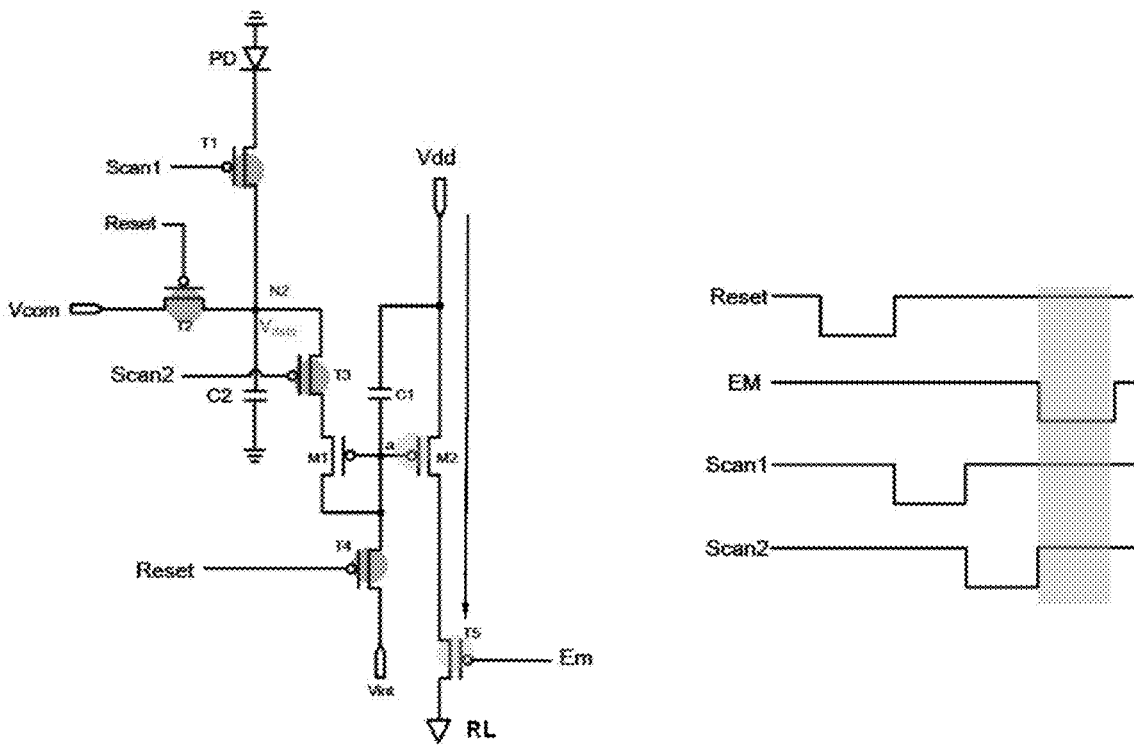 PD
T1
Scan1
Vdd
Reset
N2
Vcom
T2
Scan2
T3
C2
C1
M1
a
M2
T4
Reset
T5
Em
Vint
RL
Reset
EM
Scan1
Scan2